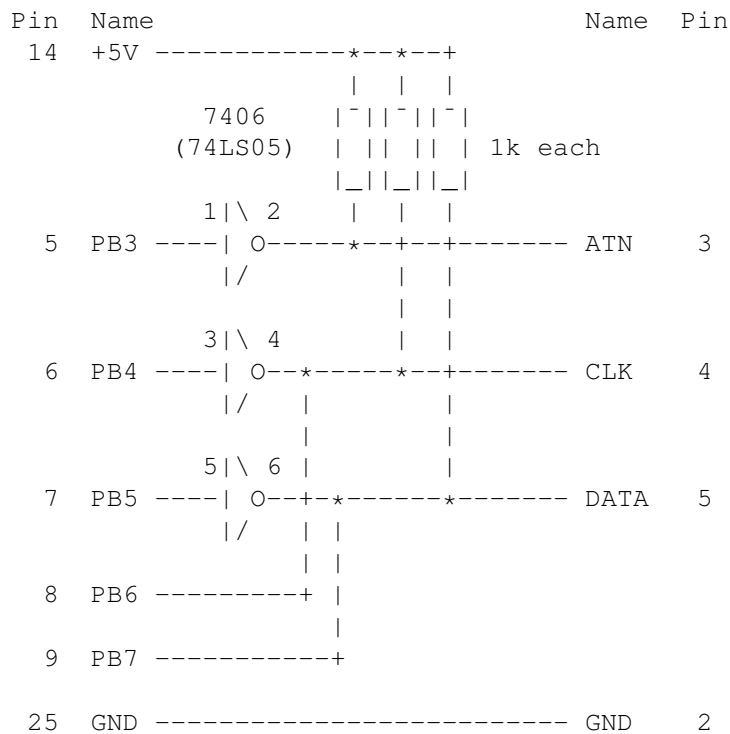 Pin Name Name Pin
14 +5V ------------*--*--+
| | |
7406 |¯||¯||¯|
(74LS05) | || || | 1k each
|_||_||_|
1|\ 2 | | |
5 PB3 ----| O-----*--+--+------- ATN 3
|/ | |
| |
3|\ 4 | |
6 PB4 ----| O--*-----*--+------- CLK 4
|/ | |
| |
5|\ 6 | |
7 PB5 ----| O--+-*------*------- DATA 5
|/ | |
| |
8 PB6 ---------+ |
|
9 PB7 -----------+
25 GND -------------------------- GND 2